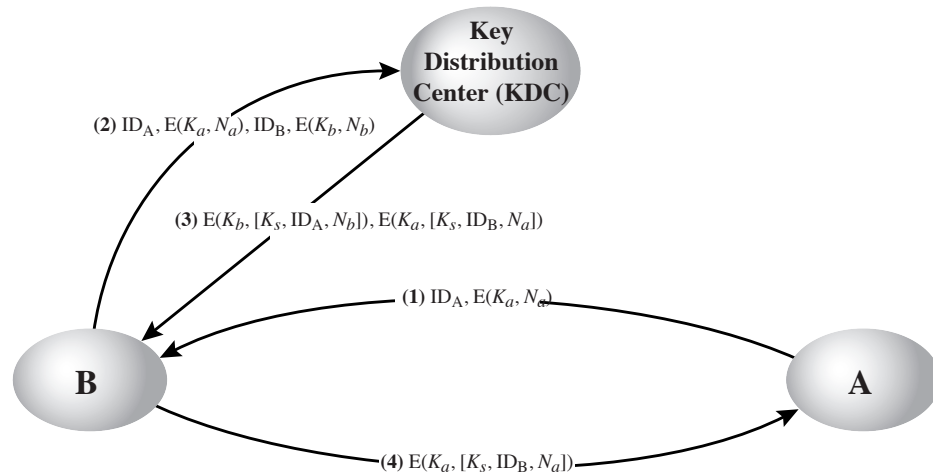 Key
Distribution
Center (KDC)
(2) ID_A, E(K_a, N_a), ID_B, E(K_b, N_b)
(3) E(K_b, [K_s, ID_A, N_b]), E(K_a, [K_s, ID_B, N_a])
(1) ID_A, E(K_a, N_a)
B
A
(4) E(K_a, [K_s, ID_B, N_a])